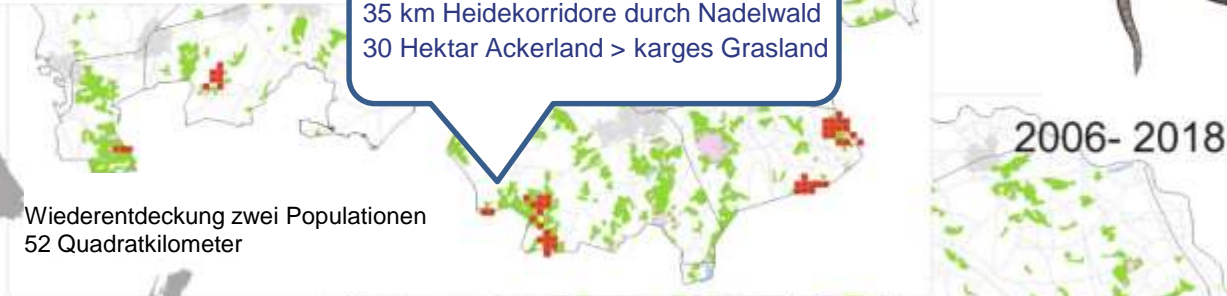 35 km Heidekorridore durch Nadelwald
30 Hektar Ackerland > karges Grasland
2006- 2018
Wiederentdeckung zwei Populationen
52 Quadratkilometer